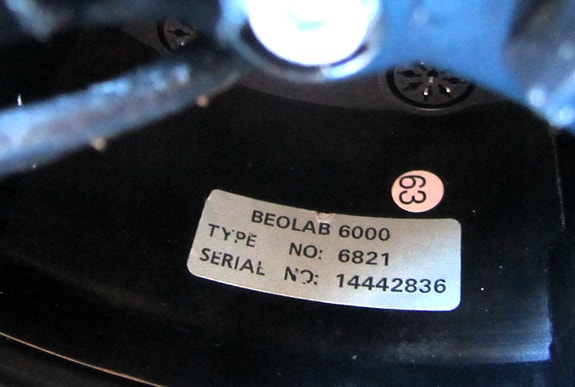 63
BEOLAB 6000
TYPE NO: 6821
SERIAL NO: 14442836